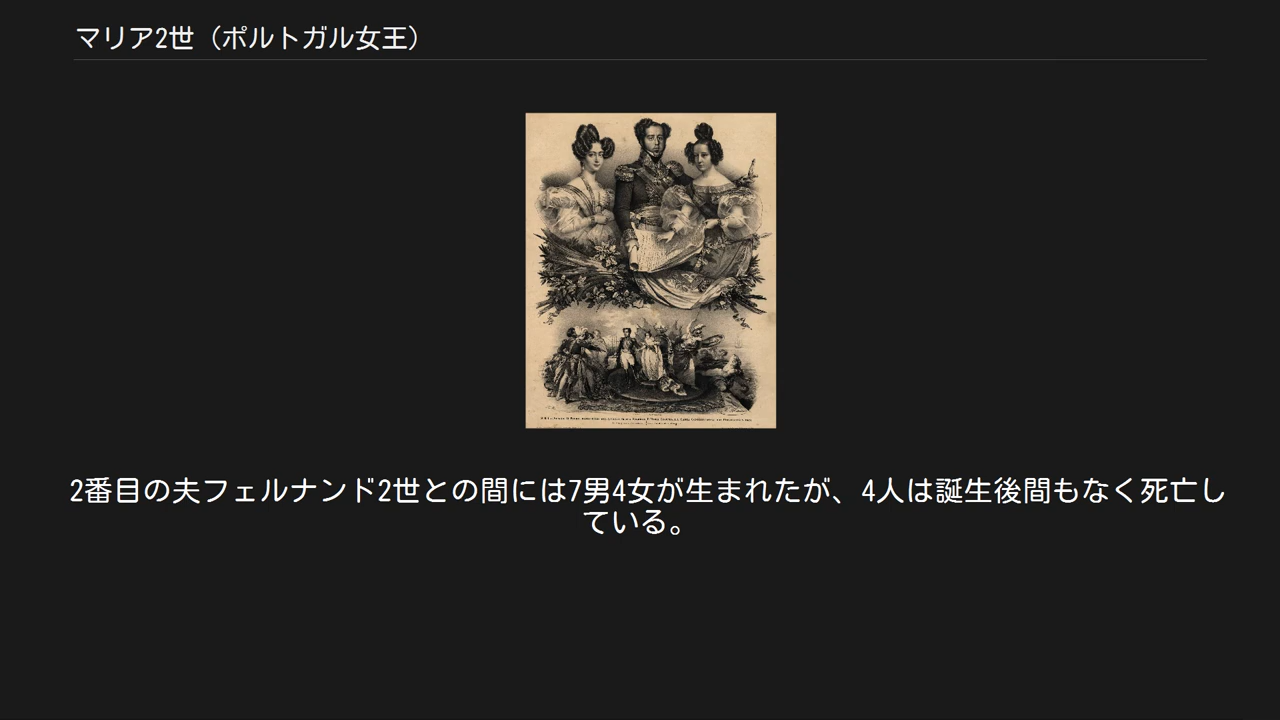 マリア2世（ポルトガル女王）
2番目の夫フェルナンド2世との間には7男4女が生まれたが、4人は誕生後間もなく死亡し
ている。